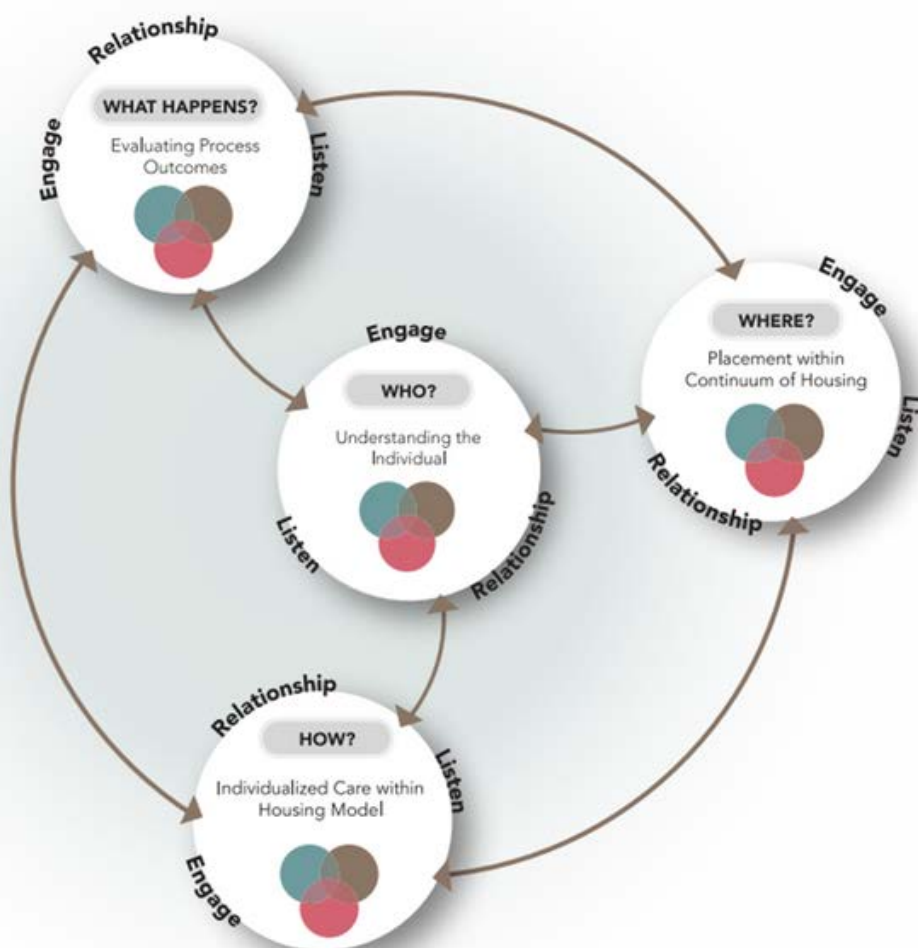 Relationship
Engage
Listen
WHAT HAPPENS?
Evaluating Process
Outcomes
Engage
Listen
Relationship
WHERE?
Placement within
Continuum of Housing
Engage
Listen
Relationship
WHO?
Understanding the
Individual
Relationship
Listen
Engage
HOW?
Individualized Care within
Housing Model